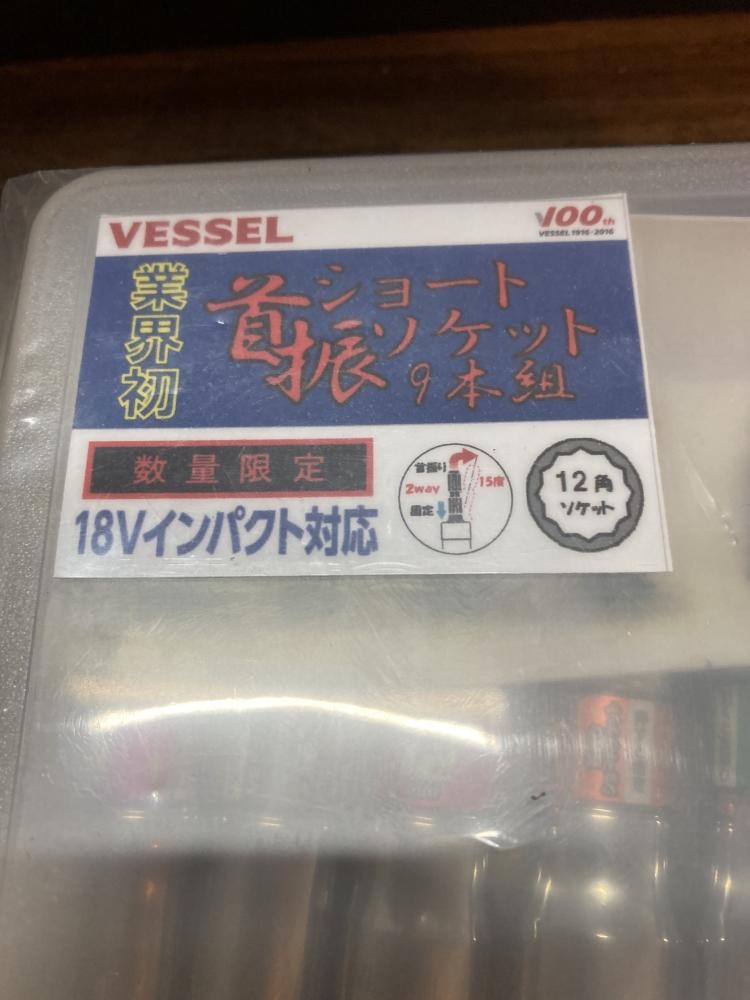 VESSEL
100th
VESSEL 1916-2016
業界初
ショート
首振ソケット
9本組
数量限定
首振り
2way
15度
固定
12角
ソケット
18Vインパクト対応